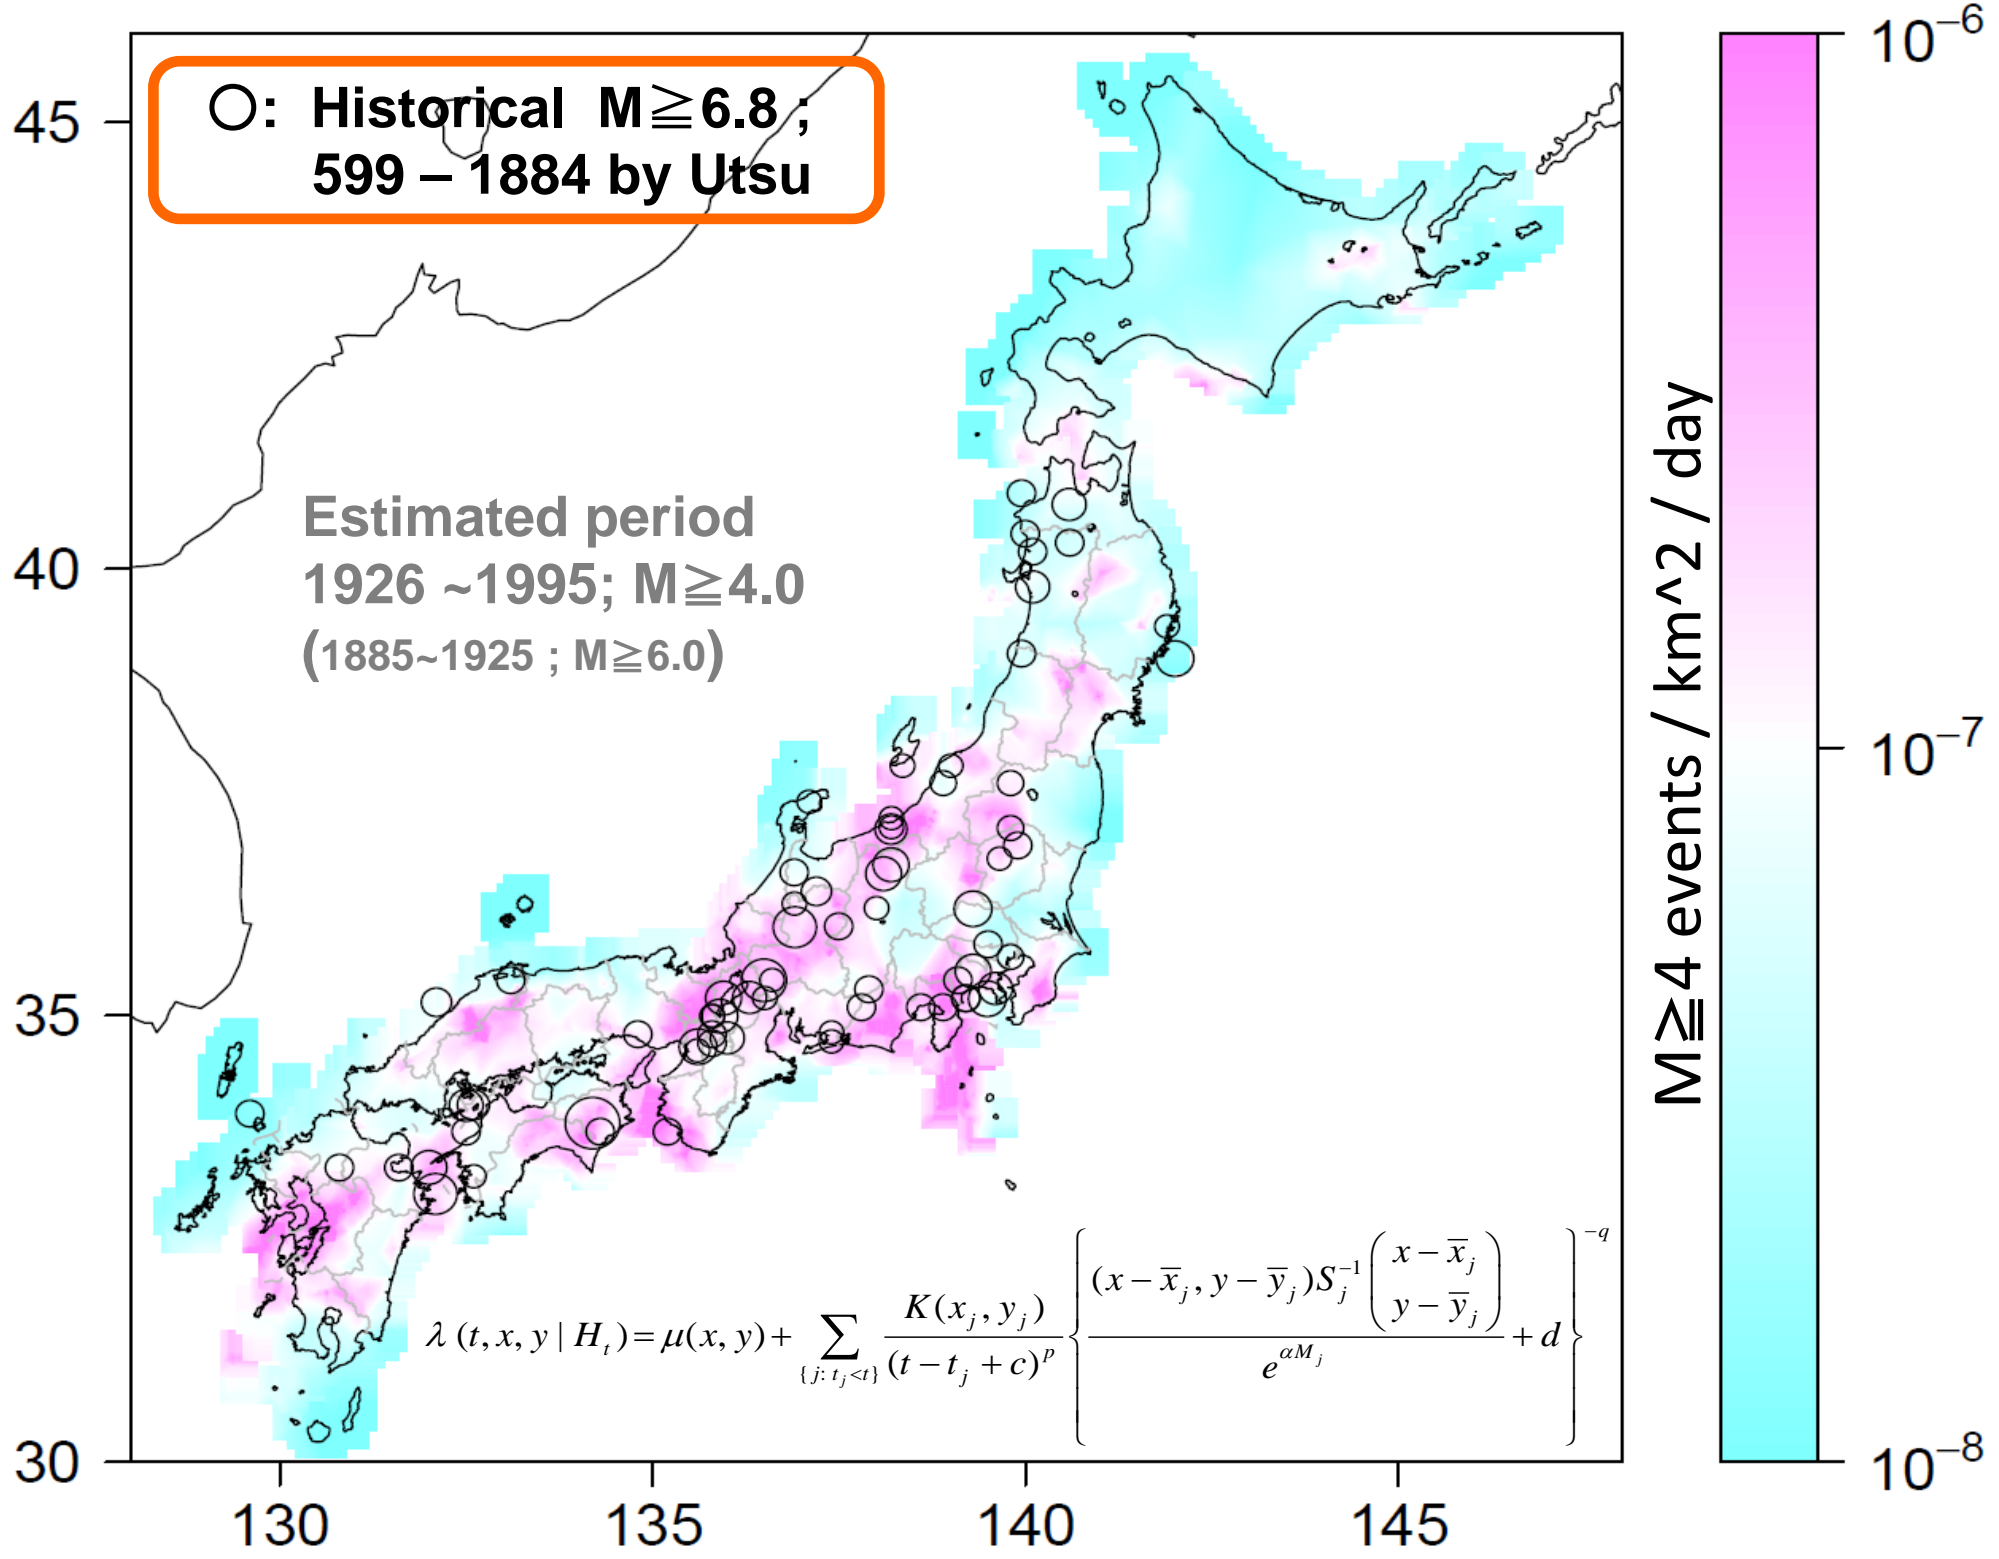 ○: Historical M≧6.8 ;
599 – 1884 by Utsu
Estimated period
1926 ~1995; M≧4.0
(1885~1925 ; M≧6.0)
45
40
35
30
130
135
140
145
λ (t, x, y | H_t) = μ(x, y) + ∑_{j: t_j<t} K(x_j, y_j) / (t − t_j + c)^p { (x − x̄_j, y − ȳ_j) S_j^{−1} (x − x̄_j y − ȳ_j) / e^{αM_j} + d }^{−q}
M≧4 events / km^2 / day
10⁻⁶
10⁻⁷
10⁻⁸